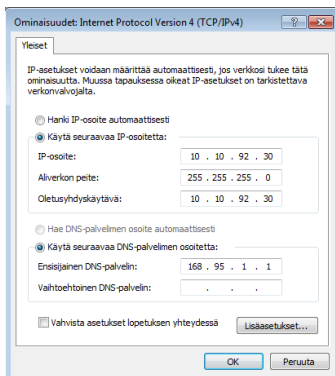 Ominaisuudet: Internet Protocol Version 4 (TCP/IPv4)
Yleiset
IP-asetukset voidaan määrittää automaattisesti, jos verkkosi tukee tätä
ominaisuutta. Muussa tapauksessa oikeat IP-asetukset on tarkistettava
verkonvalvojalta.
Hanki IP-osoite automaattisesti
Käytä seuraavaa IP-osoitetta:
IP-osoite: 10 . 10 . 92 . 30
Aliverkon peite: 255 . 255 . 255 . 0
Oletusyhdyskäytävä: 10 . 10 . 92 . 30
Hae DNS-palvelimen osoite automaattisesti
Käytä seuraavaa DNS-palvelimen osoitetta:
Ensisijainen DNS-palvelin: 168 . 95 . 1 . 1
Vaihtoehtoinen DNS-palvelin: . . .
Vahvista asetukset lopetuksen yhteydessä
Lisäasetukset...
OK Peruuta